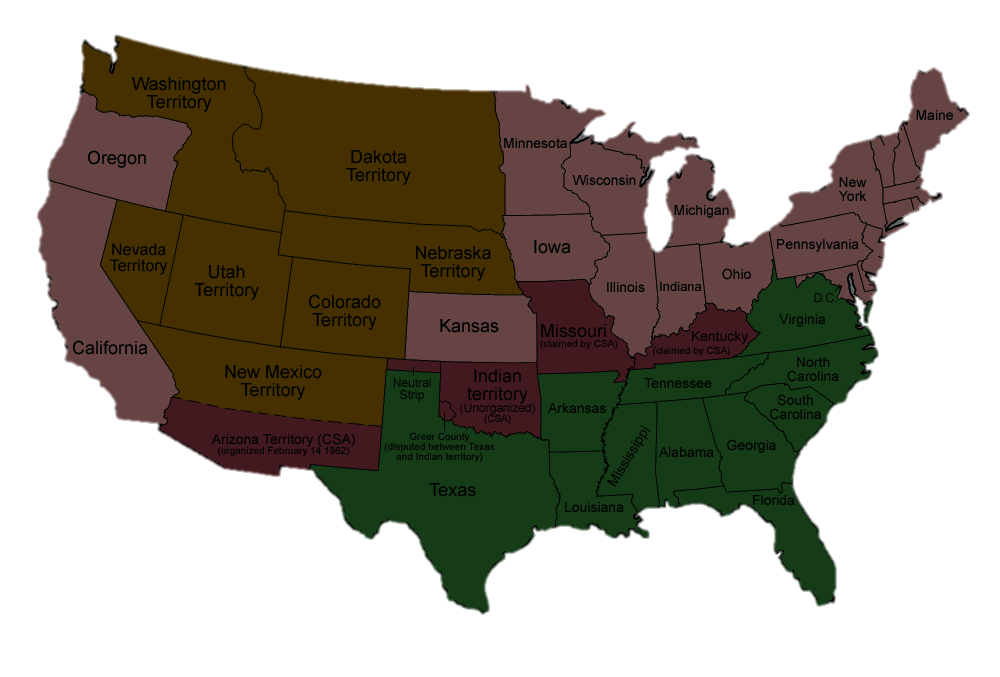 Washington
Territory
Maine
Oregon
Dakota
Territory
Minnesota
Wisconsin
Michigan
New
York
Nevada
Territory
Utah
Territory
Nebraska
Territory
Iowa
Pennsylvania
Colorado
Territory
Illinois
Indiana
Ohio
D.C.
California
Kansas
Missouri
(claimed by CSA)
Kentucky
(claimed by CSA)
Virginia
New Mexico
Territory
Neutral
Strip
Indian
territory
(Unorganized)
(CSA)
Tennessee
North
Carolina
Arkansas
South
Carolina
Arizona Territory (CSA)
(organized February 14 1862)
Greer County
(disputed between Texas
and Indian territory)
Mississippi
Alabama
Georgia
Texas
Louisiana
Florida